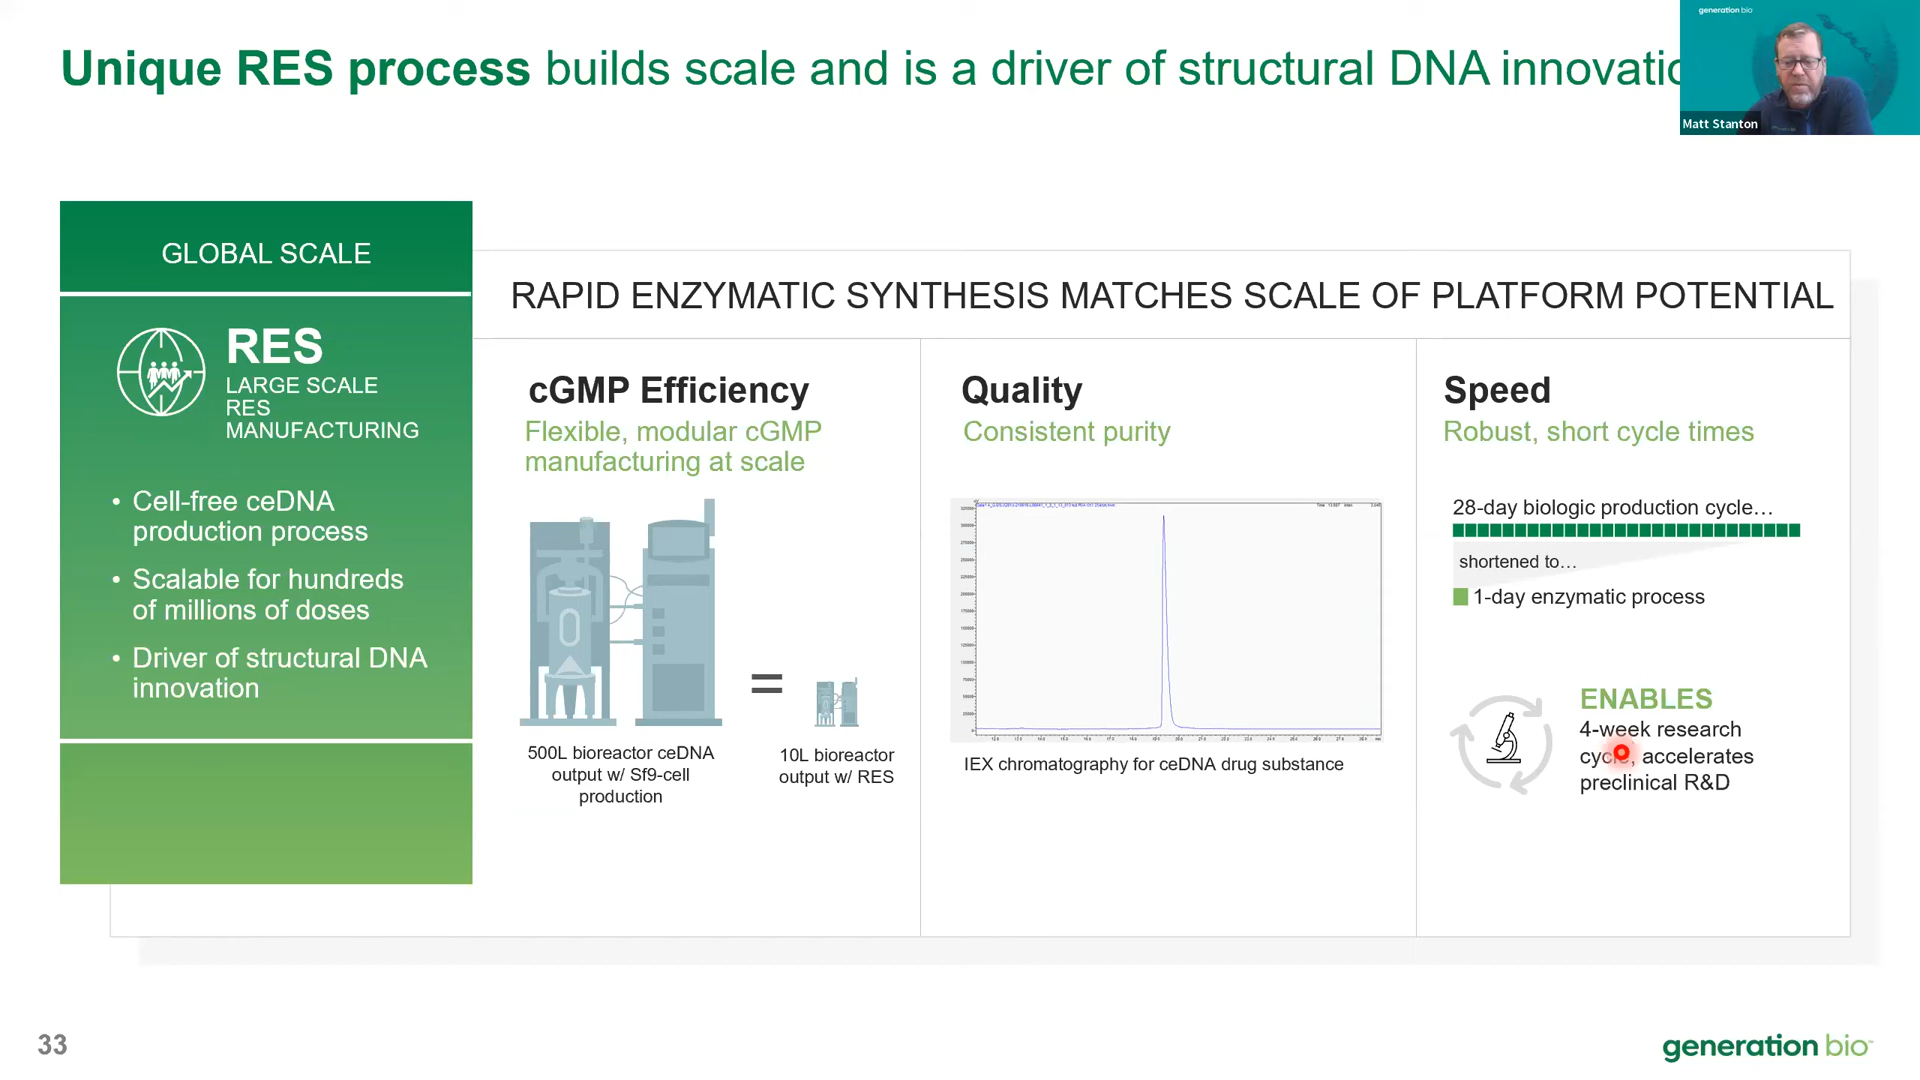 Unique RES process builds scale and is a driver of structural DNA innovatio
generation bio
Matt Stanton
GLOBAL SCALE
RES
LARGE SCALE
RES
MANUFACTURING
• Cell-free ceDNA
production process
• Scalable for hundreds
of millions of doses
• Driver of structural DNA
innovation
RAPID ENZYMATIC SYNTHESIS MATCHES SCALE OF PLATFORM POTENTIAL
cGMP Efficiency
Flexible, modular cGMP
manufacturing at scale
=
500L bioreactor ceDNA
output w/ Sf9-cell
production
10L bioreactor
output w/ RES
Quality
Consistent purity
IEX chromatography for ceDNA drug substance
Speed
Robust, short cycle times
28-day biologic production cycle…
shortened to…
1-day enzymatic process
ENABLES
4-week research
cycle, accelerates
preclinical R&D
33
generation bio™